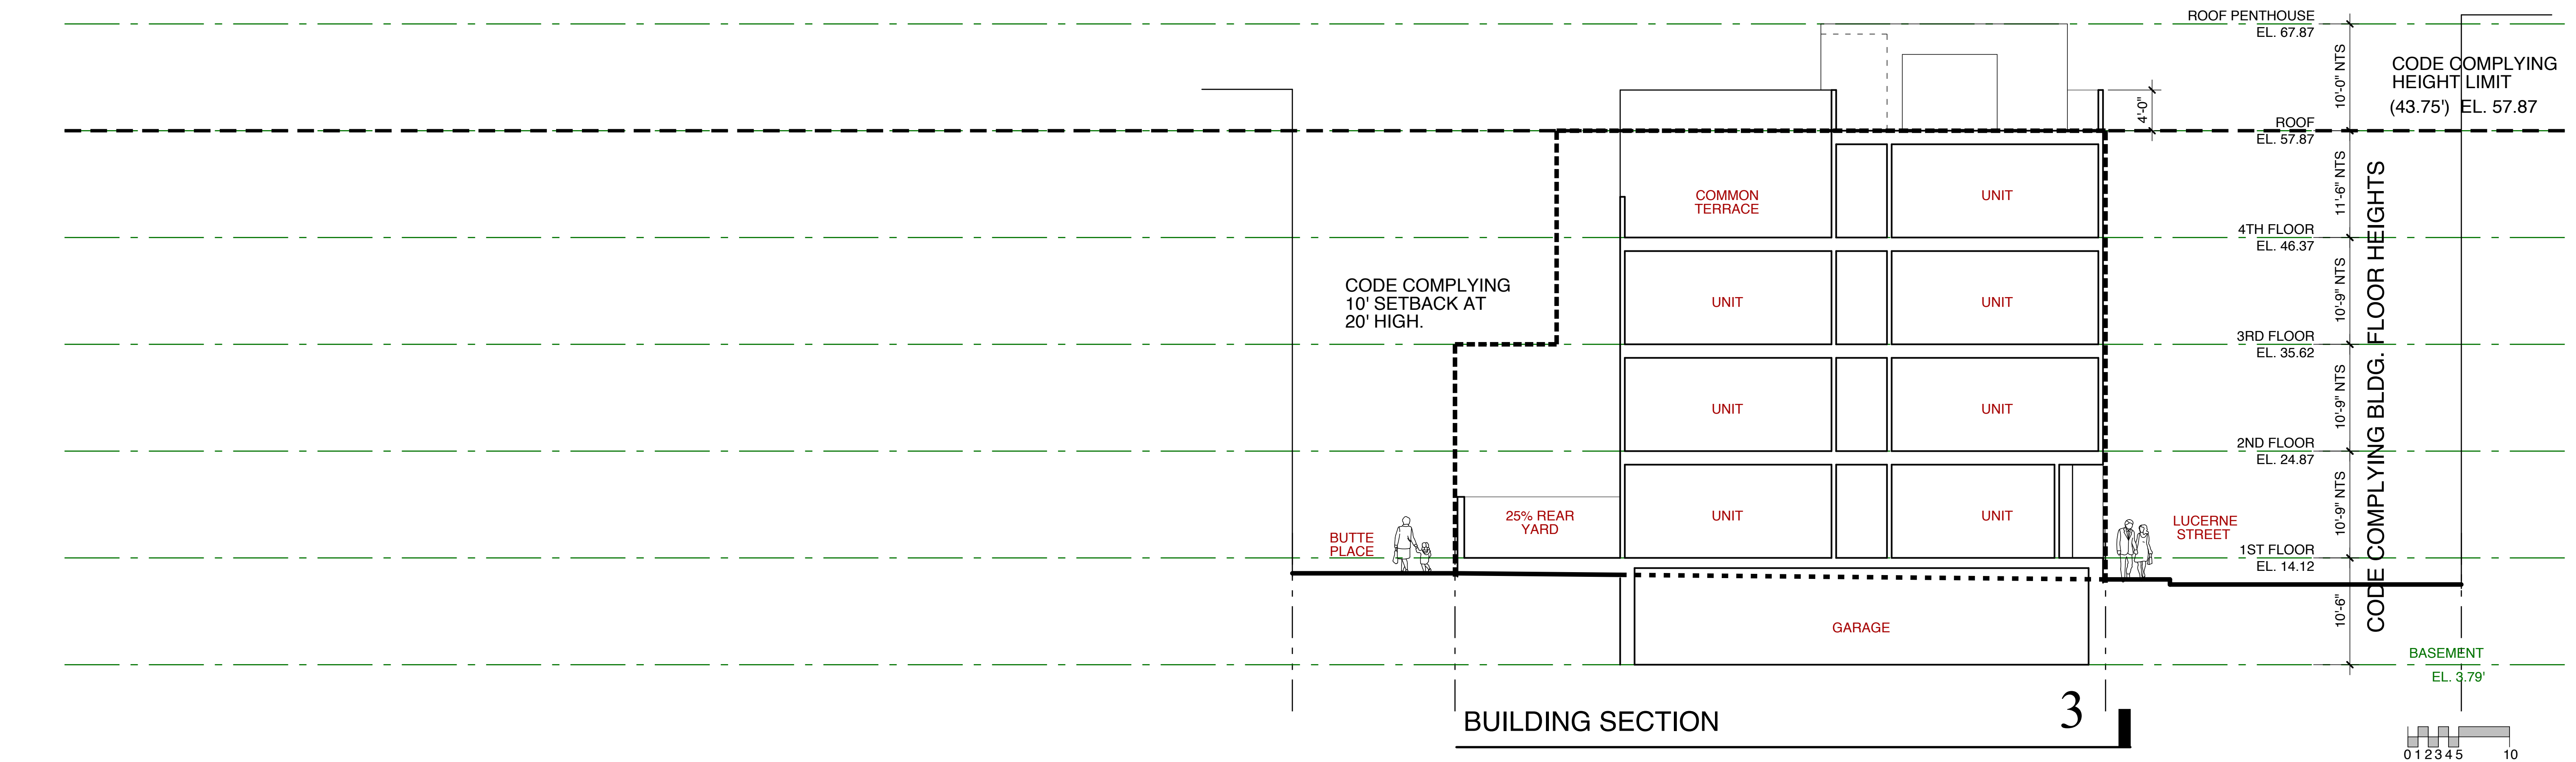 ROOF PENTHOUSE
EL. 67.87
10'-0" NTS
CODE COMPLYING
HEIGHT LIMIT
(43.75') EL. 57.87
4'-0"
ROOF
EL. 57.87
COMMON
TERRACE
UNIT
11'-6" NTS
4TH FLOOR
EL. 46.37
CODE COMPLYING
10' SETBACK AT
20' HIGH.
UNIT
UNIT
10'-9" NTS
3RD FLOOR
EL. 35.62
UNIT
UNIT
10'-9" NTS
2ND FLOOR
EL. 24.87
CODE COMPLYING BLDG. FLOOR HEIGHTS
BUTTE
PLACE
25% REAR
YARD
UNIT
UNIT
LUCERNE
STREET
10'-9" NTS
1ST FLOOR
EL. 14.12
GARAGE
10'-6"
BASEMENT
EL. 3.79'
BUILDING SECTION
3
0 1 2 3 4 5 10